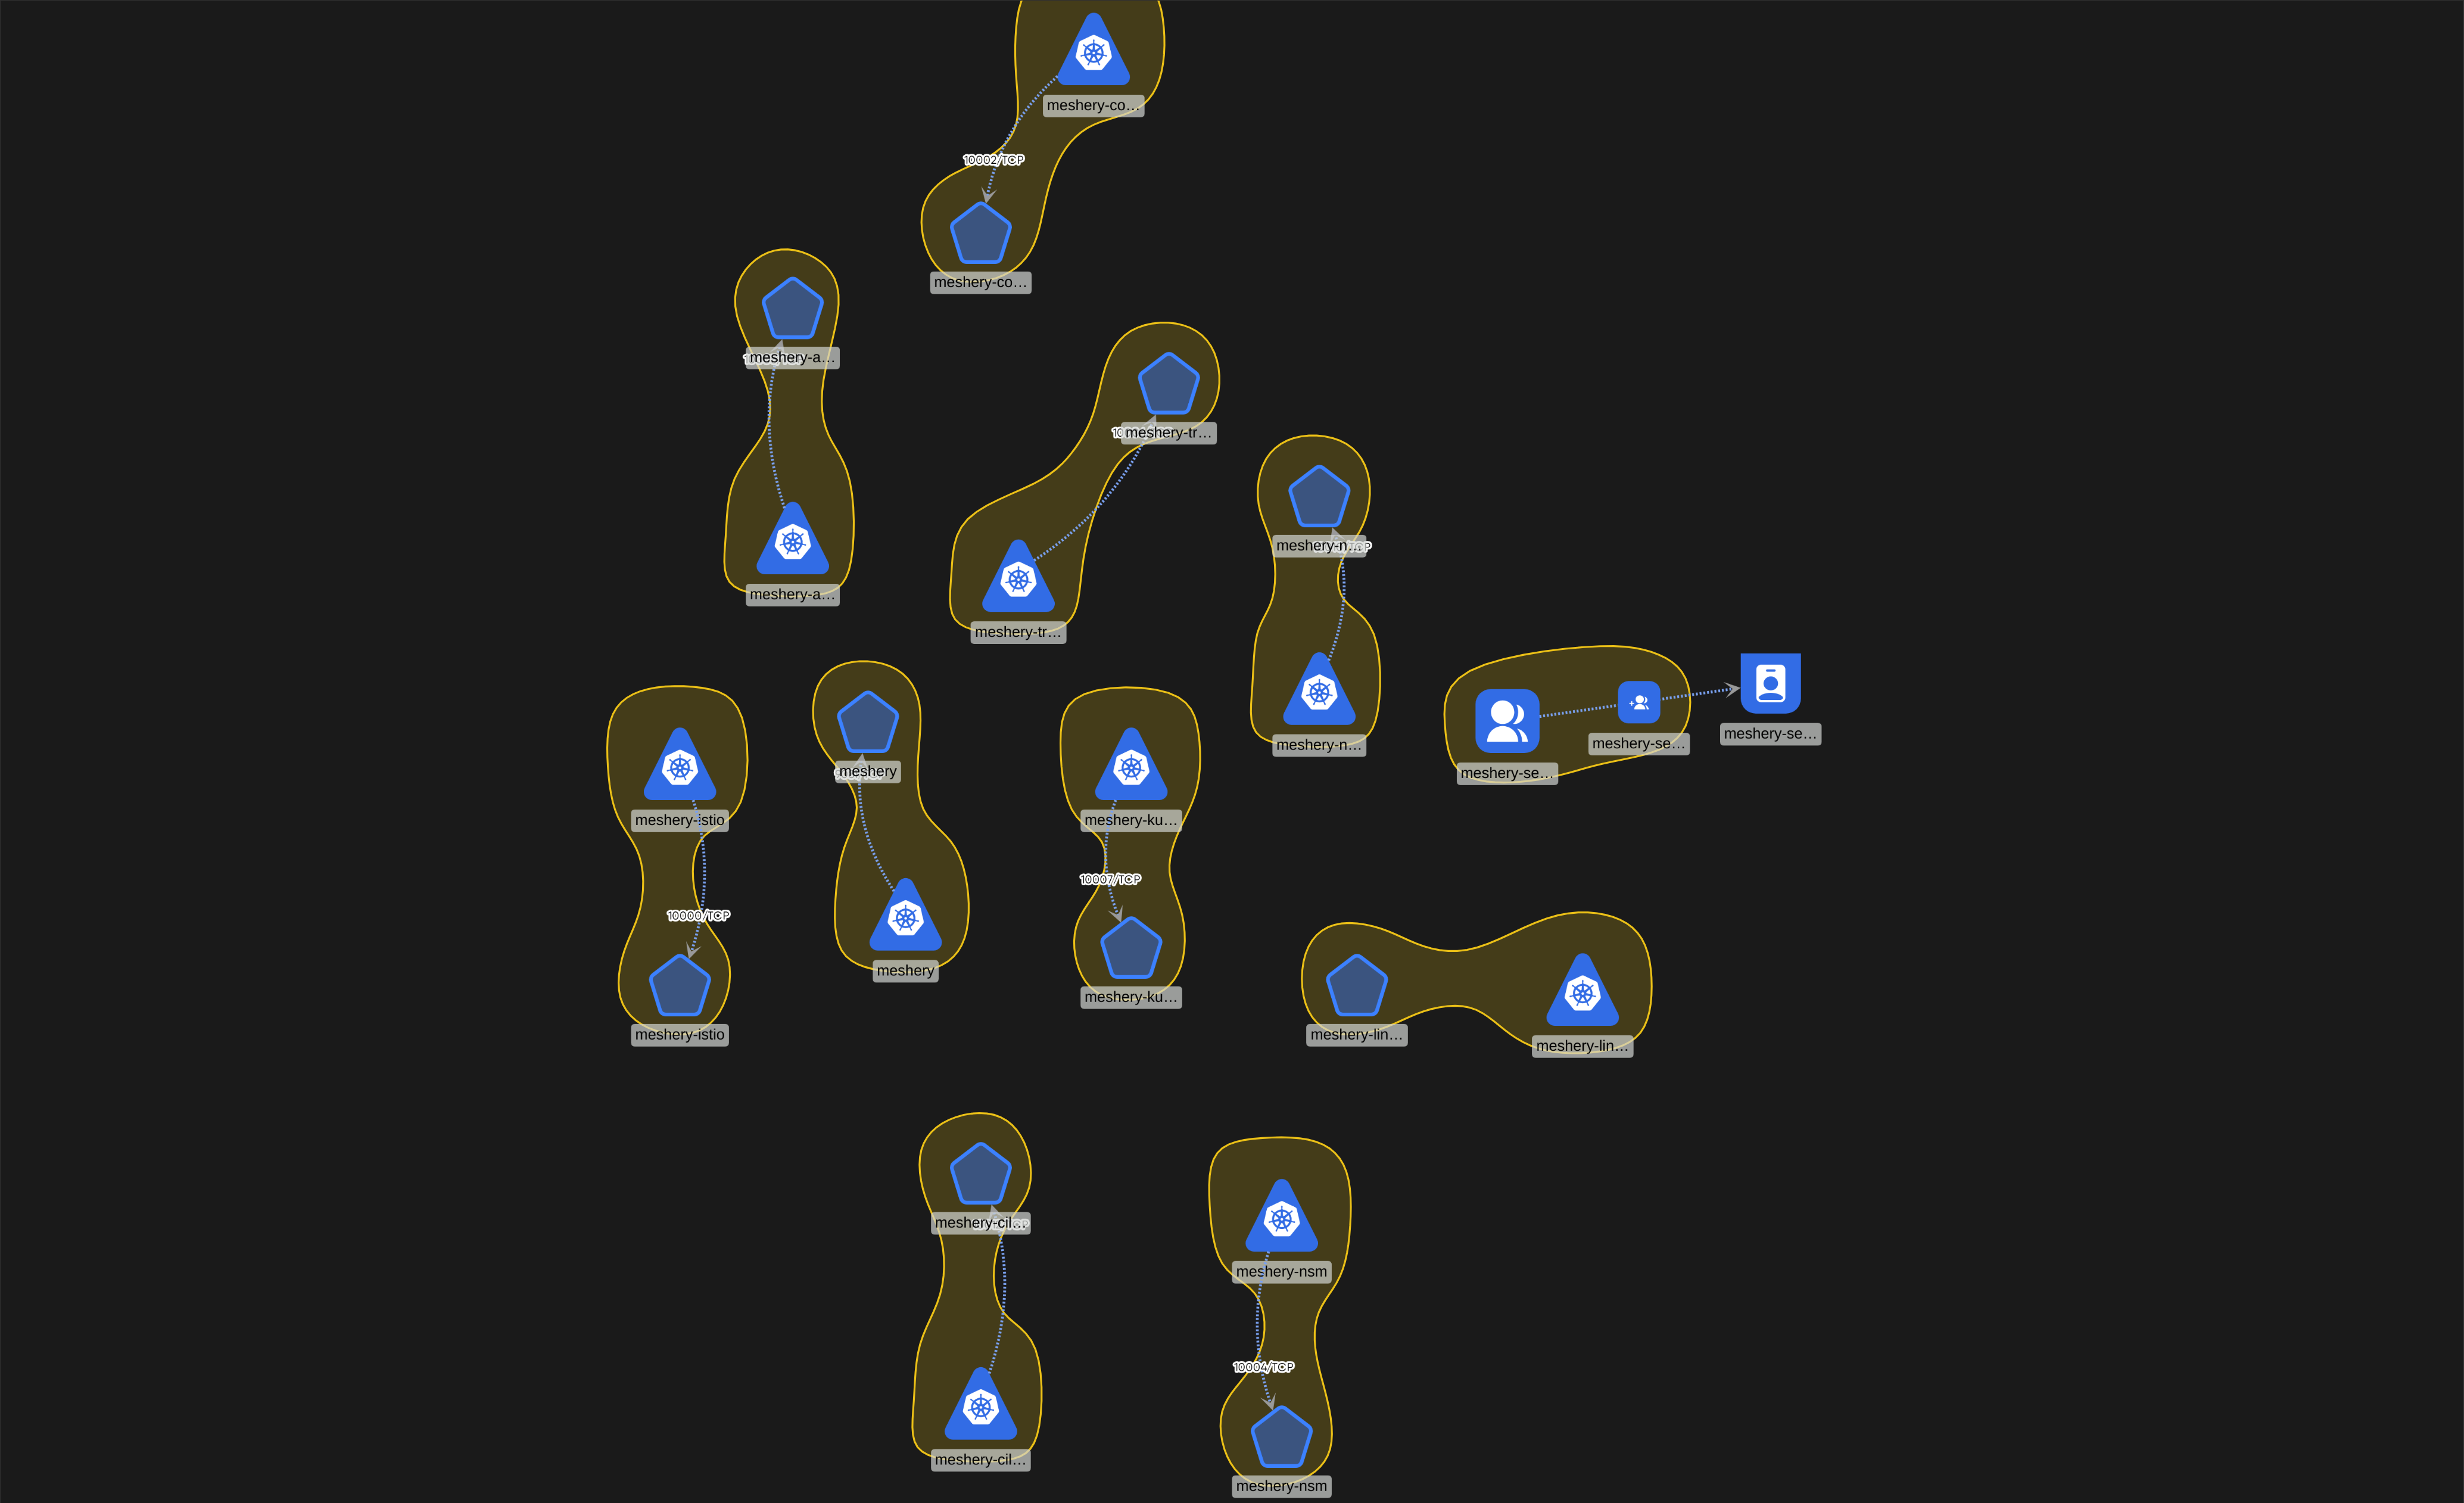 meshery-co…
10002/TCP
meshery-co…
meshery-a…
meshery-tr…
meshery-n…
meshery-a…
meshery-tr…
meshery-se…
meshery-se…
meshery-n…
meshery
meshery-se…
meshery-istio
meshery-ku…
10007/TCP
10000/TCP
meshery
meshery-ku…
meshery-istio
meshery-lin…
meshery-lin…
meshery-cil…
meshery-nsm
10004/TCP
meshery-cil…
meshery-nsm